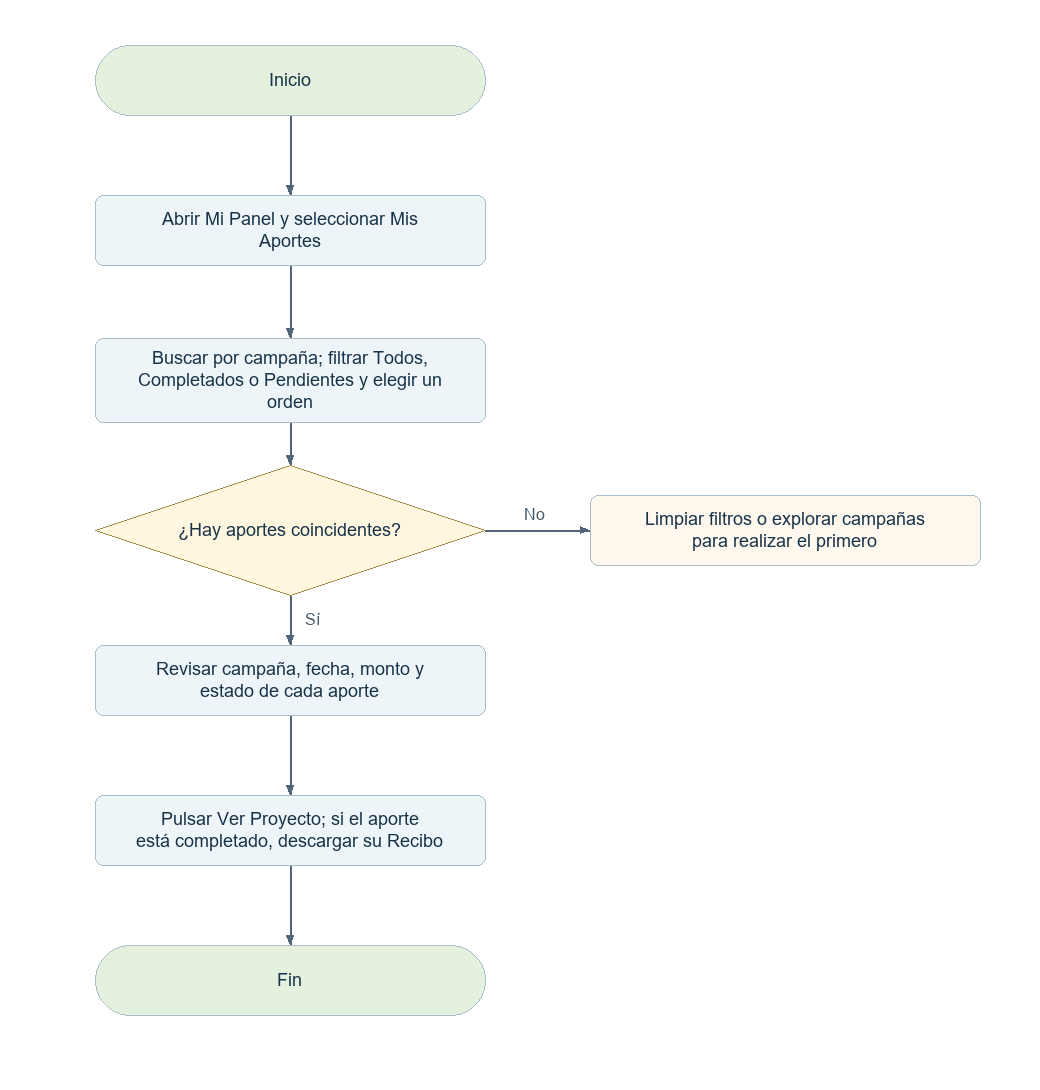 Inicio
Abrir Mi Panel y seleccionar Mis
Aportes
Buscar por campaña; filtrar Todos,
Completados o Pendientes y elegir un
orden
¿Hay aportes coincidentes?
No
Limpiar filtros o explorar campañas
para realizar el primero
Sí
Revisar campaña, fecha, monto y
estado de cada aporte
Pulsar Ver Proyecto; si el aporte
está completado, descargar su Recibo
Fin